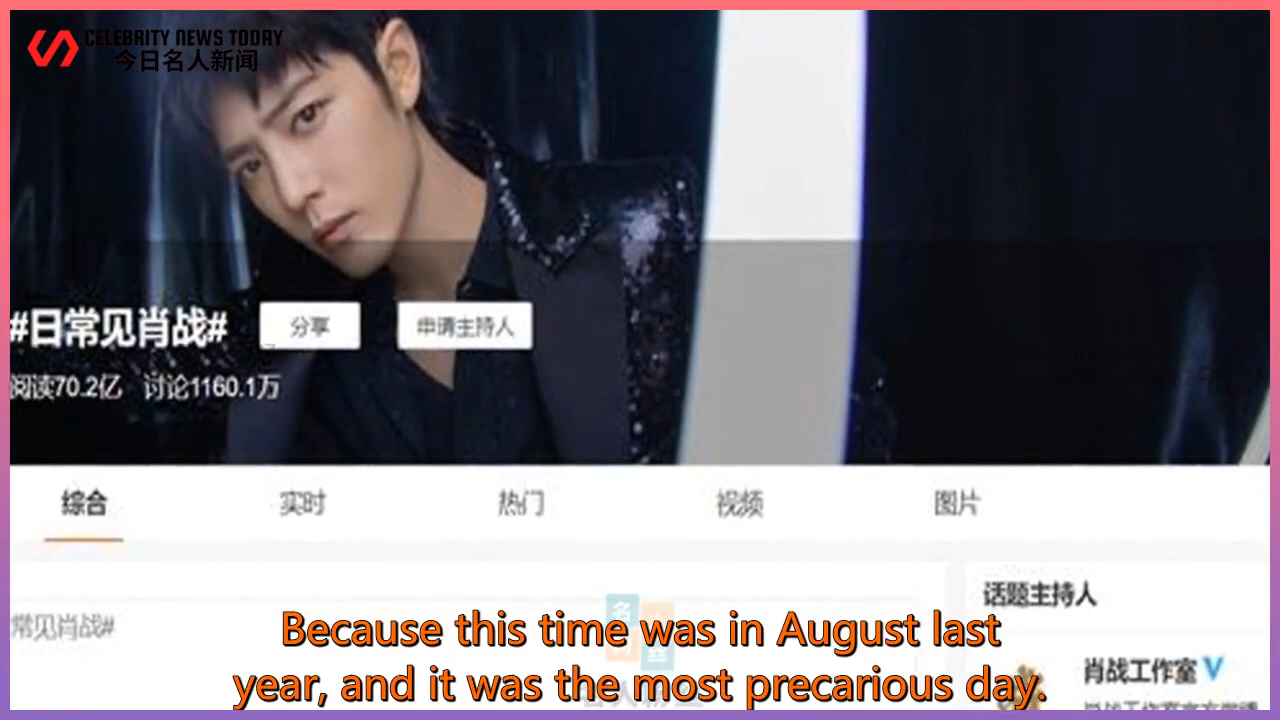 CELEBRITY NEWS TODAY
今日名人新闻
#日常见肖战#
分享
申请主持人
阅读70.2亿 讨论1160.1万
综合
实时
热门
视频
图片
话题主持人
常见肖战#
Because this time was in August last
year, and it was the most precarious day.
肖战工作室